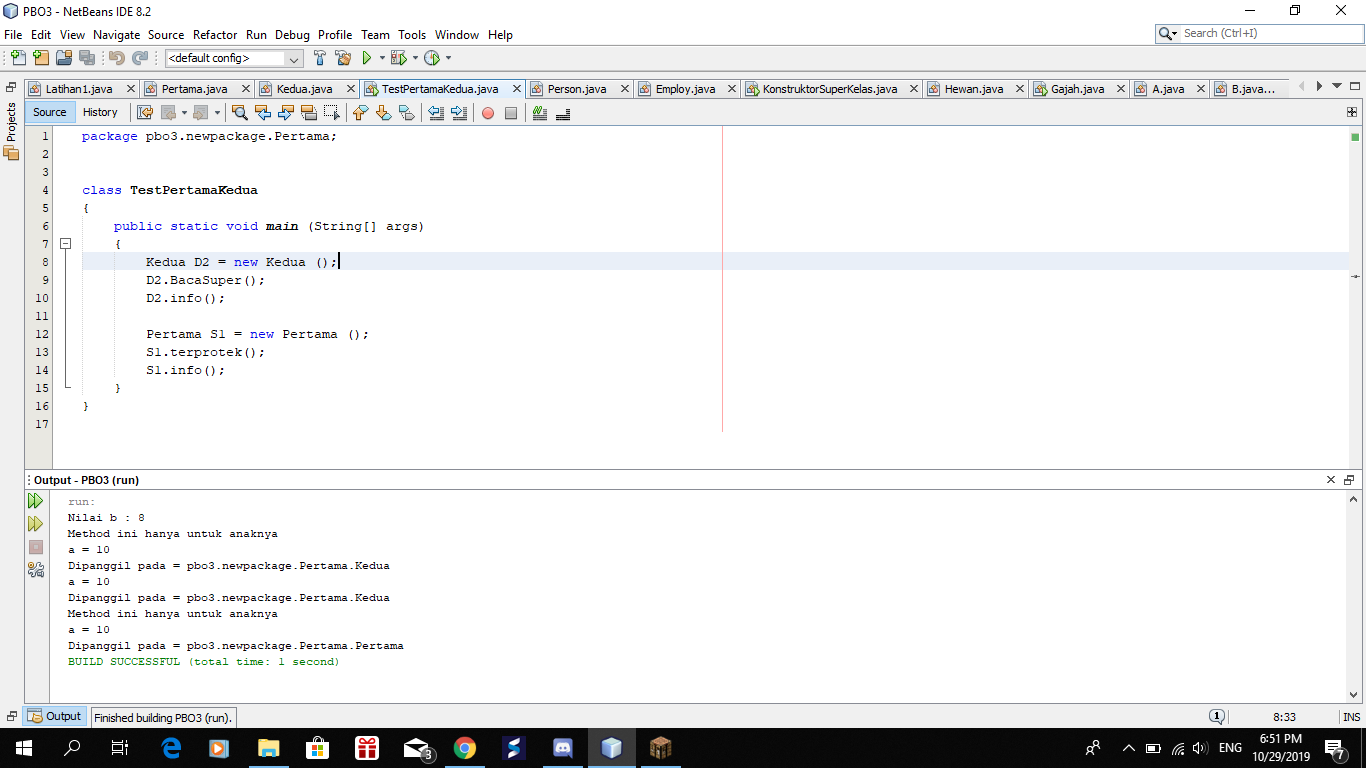 PBO3 - NetBeans IDE 8.2
File Edit View Navigate Source Refactor Run Debug Profile Team Tools Window Help
Search (Ctrl+I)
<default config>
Projects
Latihan1.java Pertama.java Kedua.java TestPertamaKedua.java Person.java Employ.java KonstruktorSuperKelas.java Hewan.java Gajah.java A.java B.java...
Source History
1 package pbo3.newpackage.Pertama;
2
3
4 class TestPertamaKedua
5 {
6 public static void main (String[] args)
7 {
8 Kedua D2 = new Kedua ();
9 D2.BacaSuper();
10 D2.info();
11
12 Pertama S1 = new Pertama ();
13 S1.terprotek();
14 S1.info();
15 }
16 }
17
Output - PBO3 (run)
run:
Nilai b : 8
Method ini hanya untuk anaknya
a = 10
Dipanggil pada = pbo3.newpackage.Pertama.Kedua
a = 10
Dipanggil pada = pbo3.newpackage.Pertama.Kedua
Method ini hanya untuk anaknya
a = 10
Dipanggil pada = pbo3.newpackage.Pertama.Pertama
BUILD SUCCESSFUL (total time: 1 second)
Output Finished building PBO3 (run). 1 8:33 INS
3 ENG 6:51 PM 7
10/29/2019